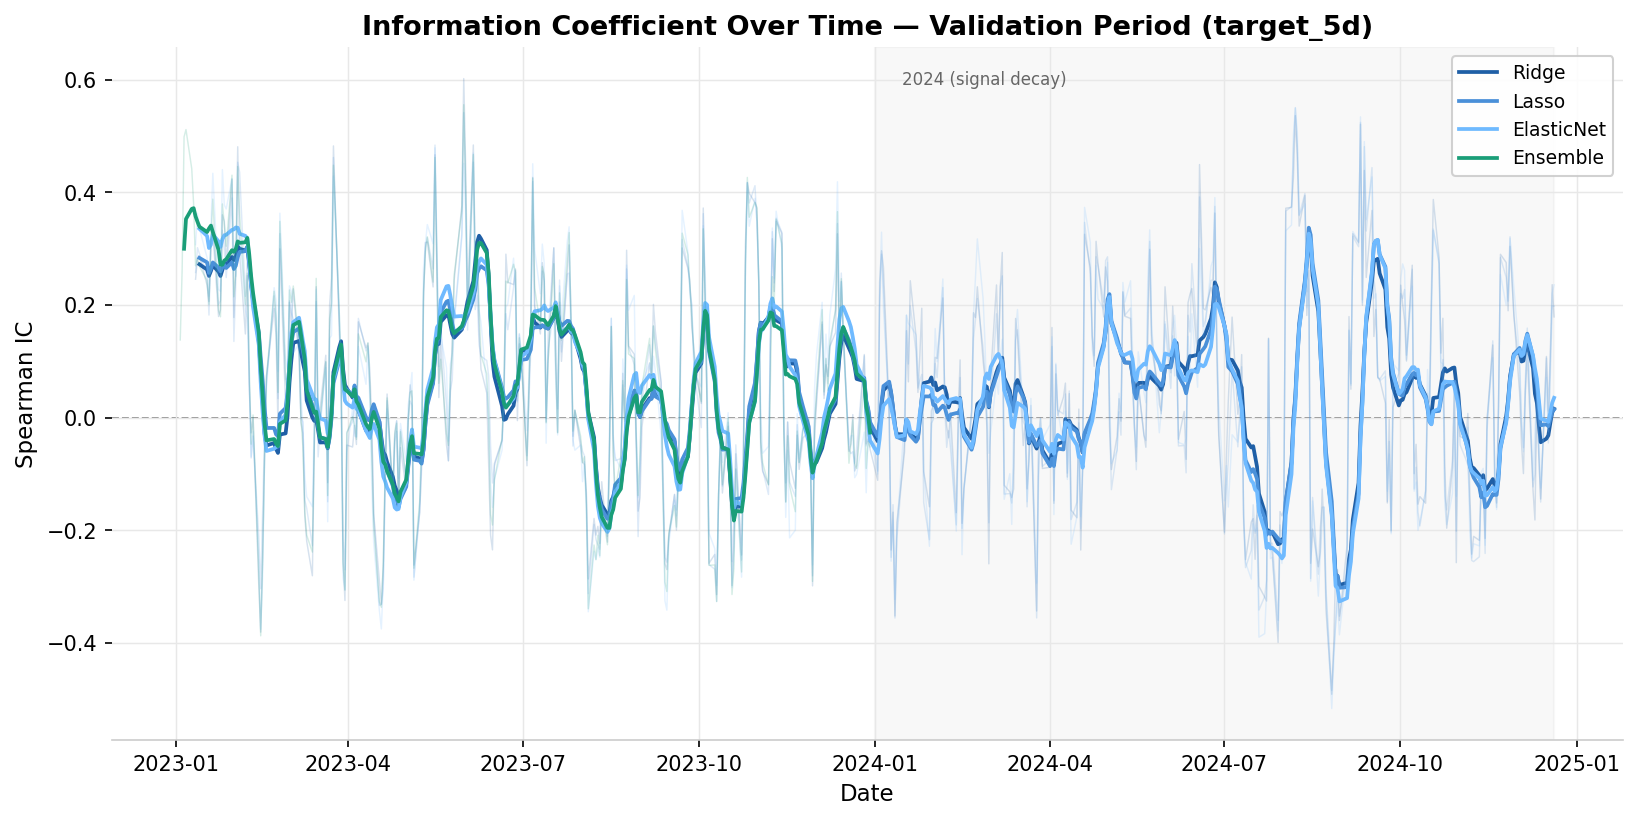 Information Coefficient Over Time — Validation Period (target_5d)
2024 (signal decay)
Ridge
Lasso
ElasticNet
Ensemble
Spearman IC
0.6
0.4
0.2
0.0
−0.2
−0.4
2023-01 2023-04 2023-07 2023-10 2024-01 2024-04 2024-07 2024-10 2025-01
Date